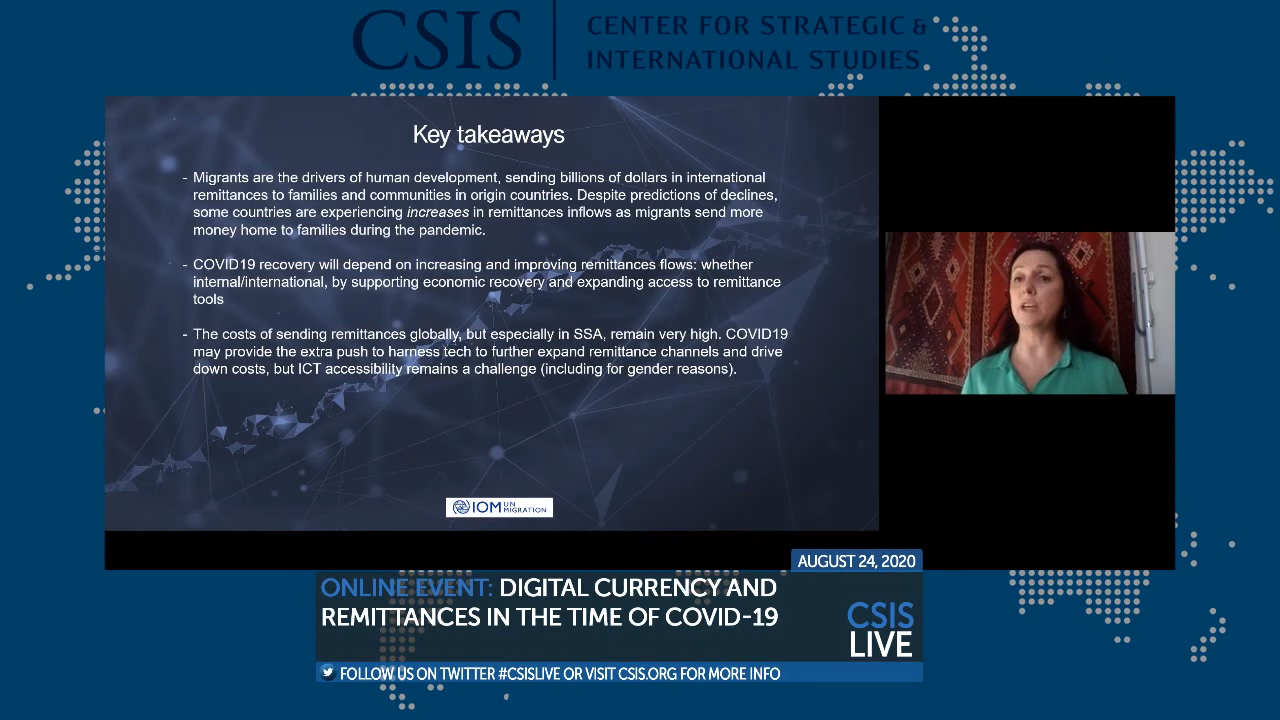 CSIS
CENTER FOR STRATEGIC &
INTERNATIONAL STUDIES
Key takeaways
- Migrants are the drivers of human development, sending billions of dollars in international
remittances to families and communities in origin countries. Despite predictions of declines,
some countries are experiencing increases in remittances inflows as migrants send more
money home to families during the pandemic.
- COVID19 recovery will depend on increasing and improving remittances flows: whether
internal/international, by supporting economic recovery and expanding access to remittance
tools
- The costs of sending remittances globally, but especially in SSA, remain very high. COVID19
may provide the extra push to harness tech to further expand remittance channels and drive
down costs, but ICT accessibility remains a challenge (including for gender reasons).
IOM UN
MIGRATION
AUGUST 24, 2020
ONLINE EVENT: DIGITAL CURRENCY AND
REMITTANCES IN THE TIME OF COVID-19
CSIS
LIVE
FOLLOW US ON TWITTER #CSISLIVE OR VISIT CSIS.ORG FOR MORE INFO